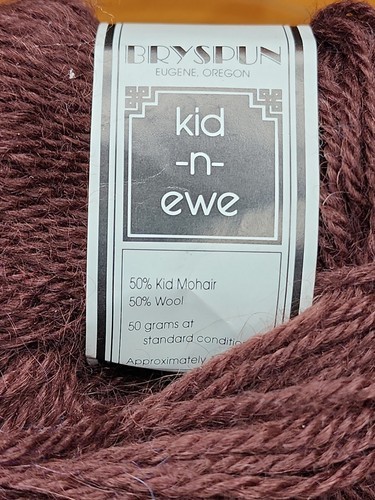 BRYSPUN
EUGENE, OREGON
kid
-n-
ewe
50% Kid Mohair
50% Wool
50 grams at
standard conditio
Approximately